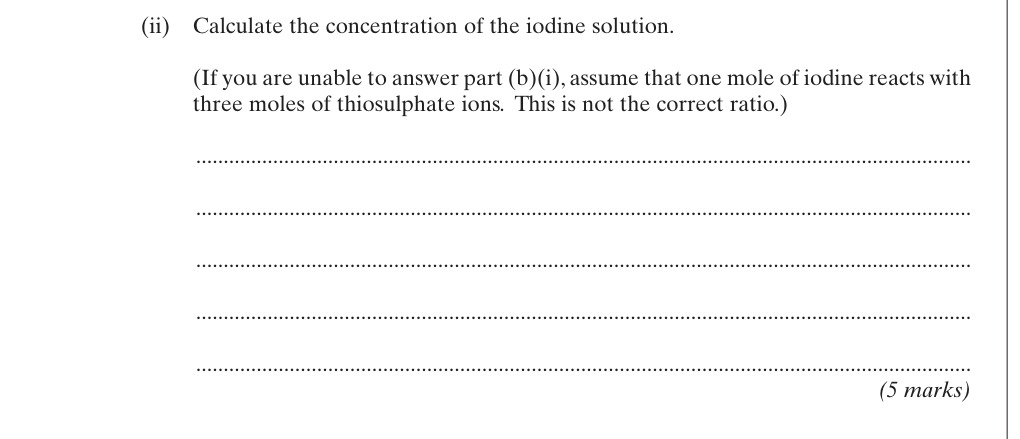 (ii) Calculate the concentration of the iodine solution.
(If you are unable to answer part (b)(i), assume that one mole of iodine reacts with
three moles of thiosulphate ions. This is not the correct ratio.)
(5 marks)